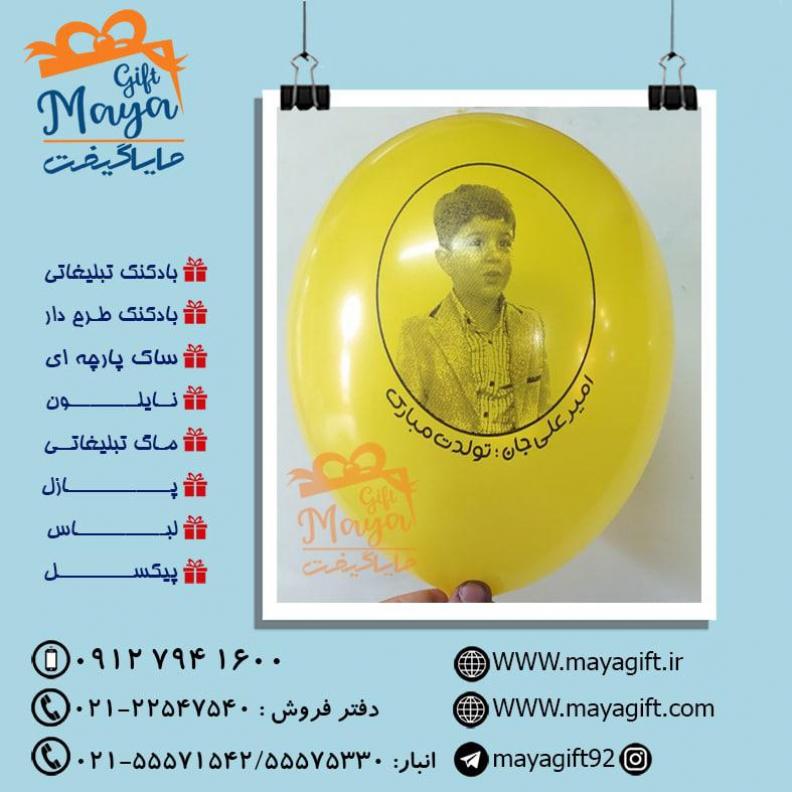 Gift
Maya
مایاگیفت
بادکنک تبلیغاتی
بادکنک طرح دار
ساک پارچه ای
نایلون
ماگ تبلیغاتی
پازل
لباس
پیکسل
امیر علی جان ؛ تولدت مبارک
Gift
Maya
مایاگیفت
۰۹۱۲ ۷۹۴ ۱۶۰۰
دفتر فروش : ۰۲۱-۲۲۵۴۷۵۴۰
انبار: ۰۲۱-۵۵۵۷۱۵۴۲/۵۵۵۷۵۳۳۰
WWW.mayagift.ir
WWW.mayagift.com
mayagift92